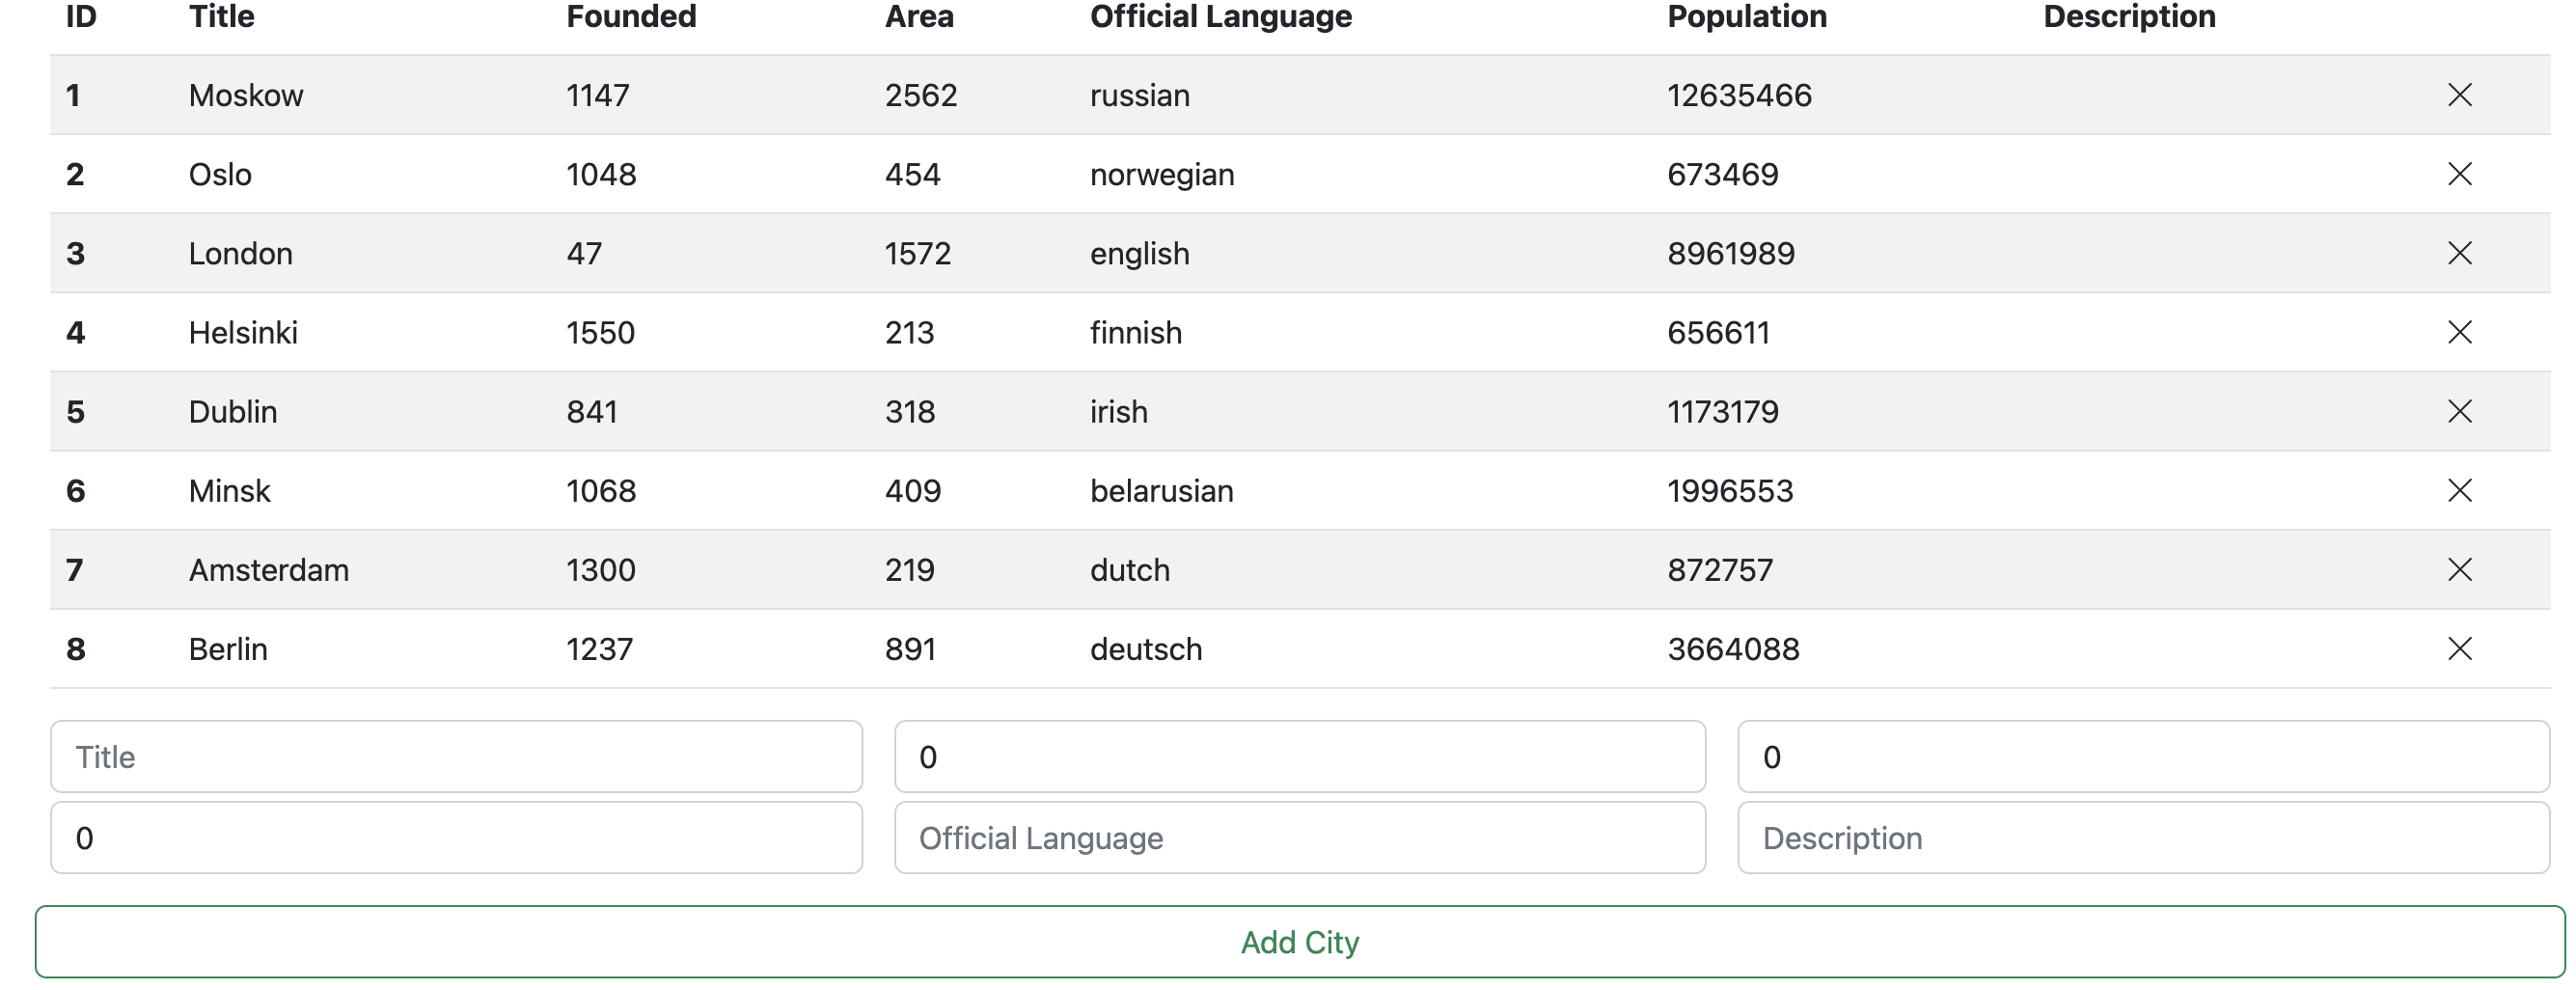 ID Title Founded Area Official Language Population Description
1 Moskow 1147 2562 russian 12635466
2 Oslo 1048 454 norwegian 673469
3 London 47 1572 english 8961989
4 Helsinki 1550 213 finnish 656611
5 Dublin 841 318 irish 1173179
6 Minsk 1068 409 belarusian 1996553
7 Amsterdam 1300 219 dutch 872757
8 Berlin 1237 891 deutsch 3664088
Title 0 0
0 Official Language Description
Add City